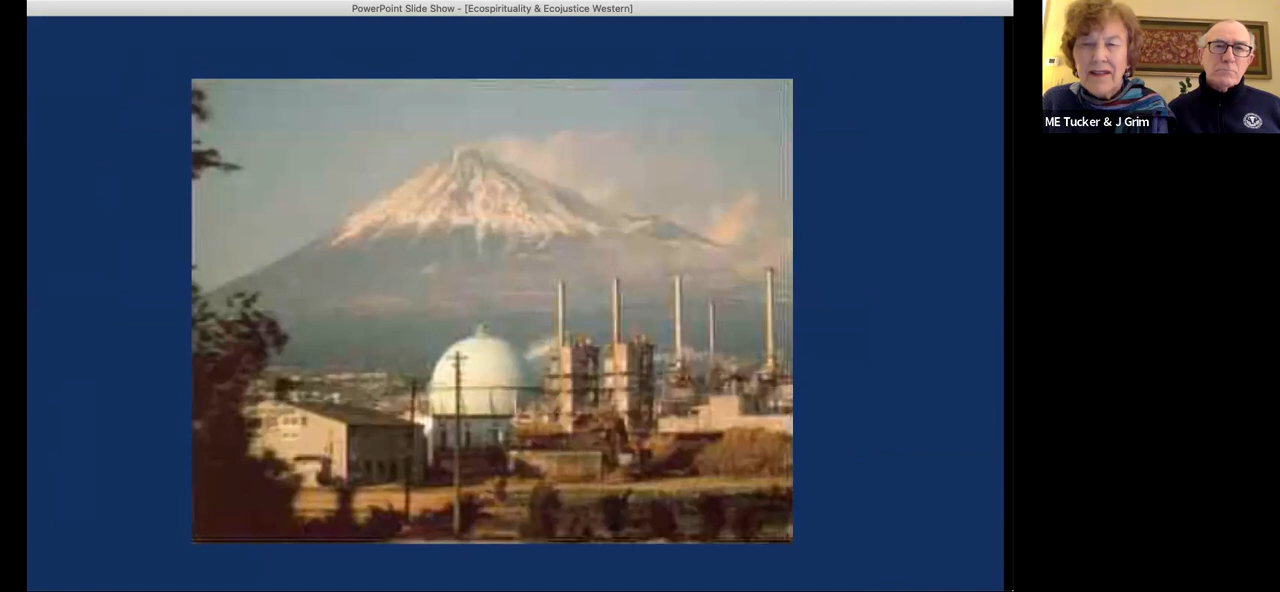 PowerPoint Slide Show - [Ecospirituality & Ecojustice Western]
ME Tucker & J Grim